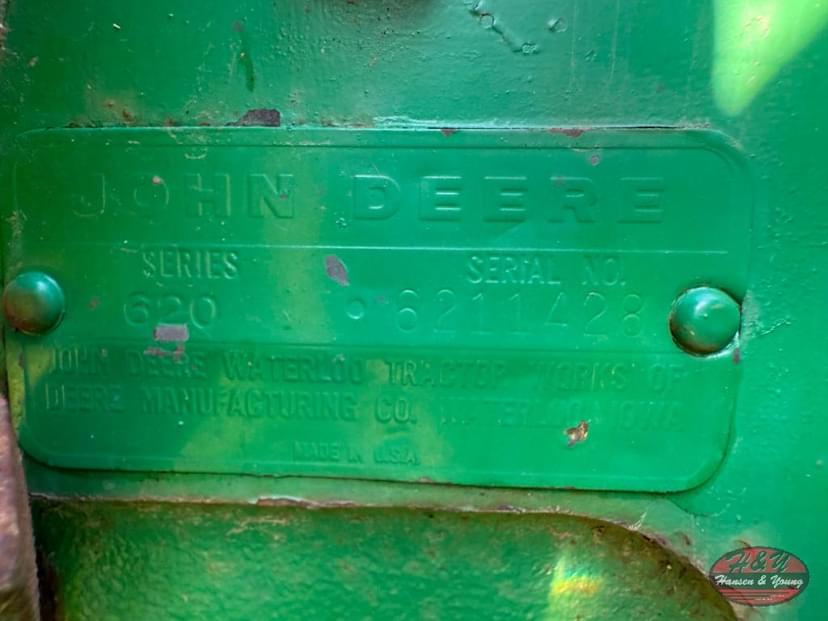 JOHN DEERE
SERIES SERIAL NO.
620 6211428
JOHN DEERE WATERLOO TRACTOR WORKS OF
DEERE MANUFACTURING CO. WATERLOO, IOWA
MADE IN U.S.A.
H&Y
Hansen & Young